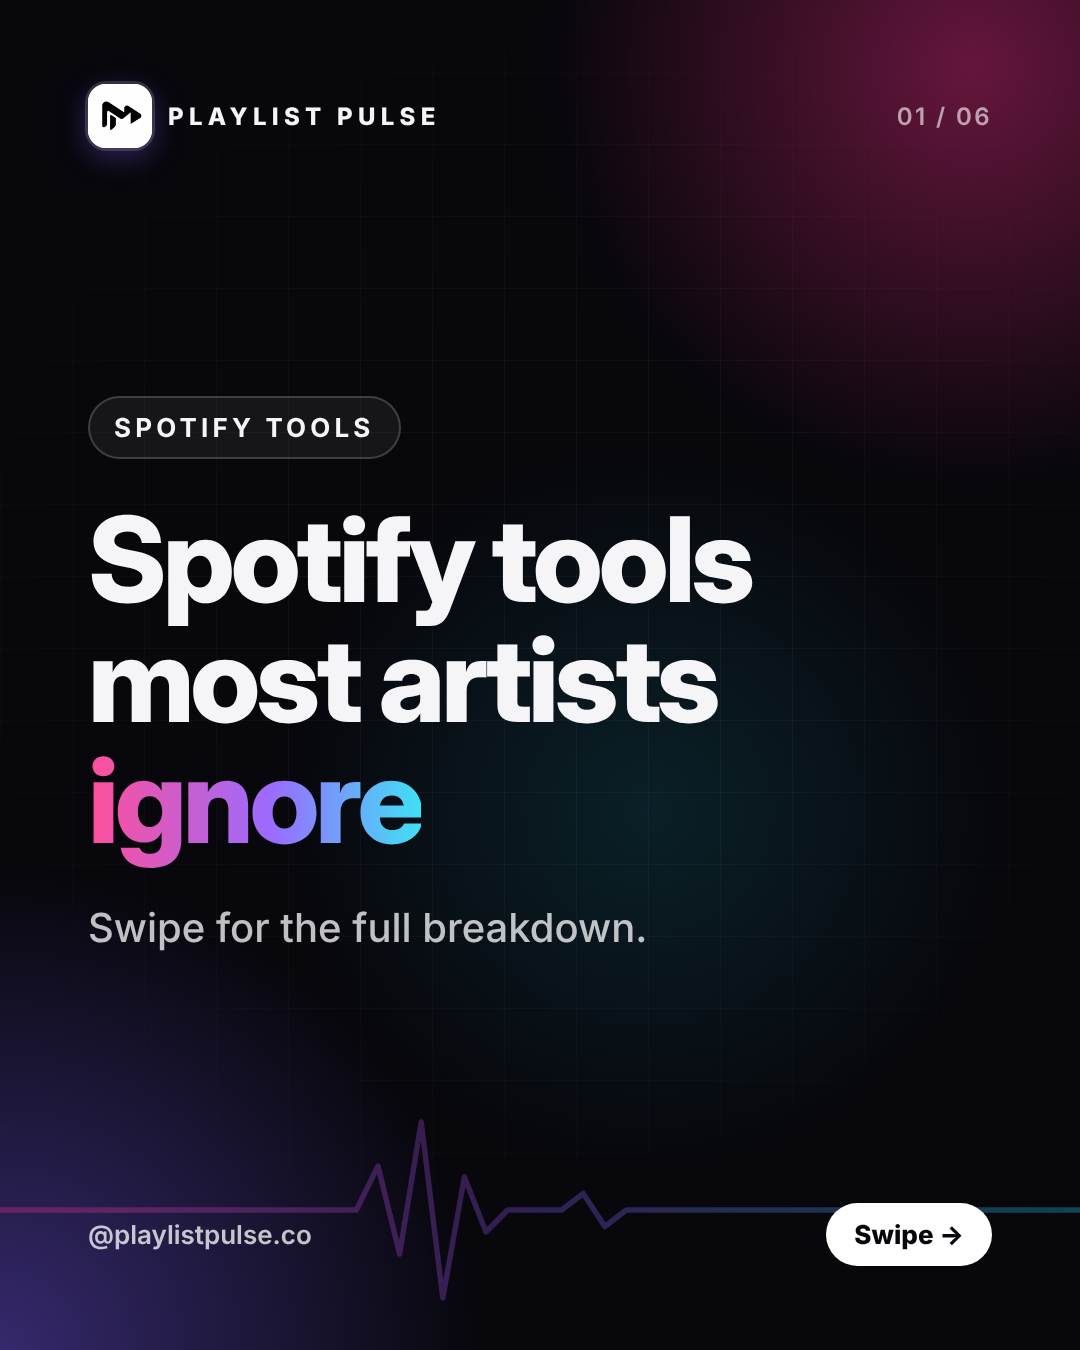 PLAYLIST PULSE
01 / 06
SPOTIFY TOOLS
Spotify tools
most artists
ignore
Swipe for the full breakdown.
@playlistpulse.co
Swipe →